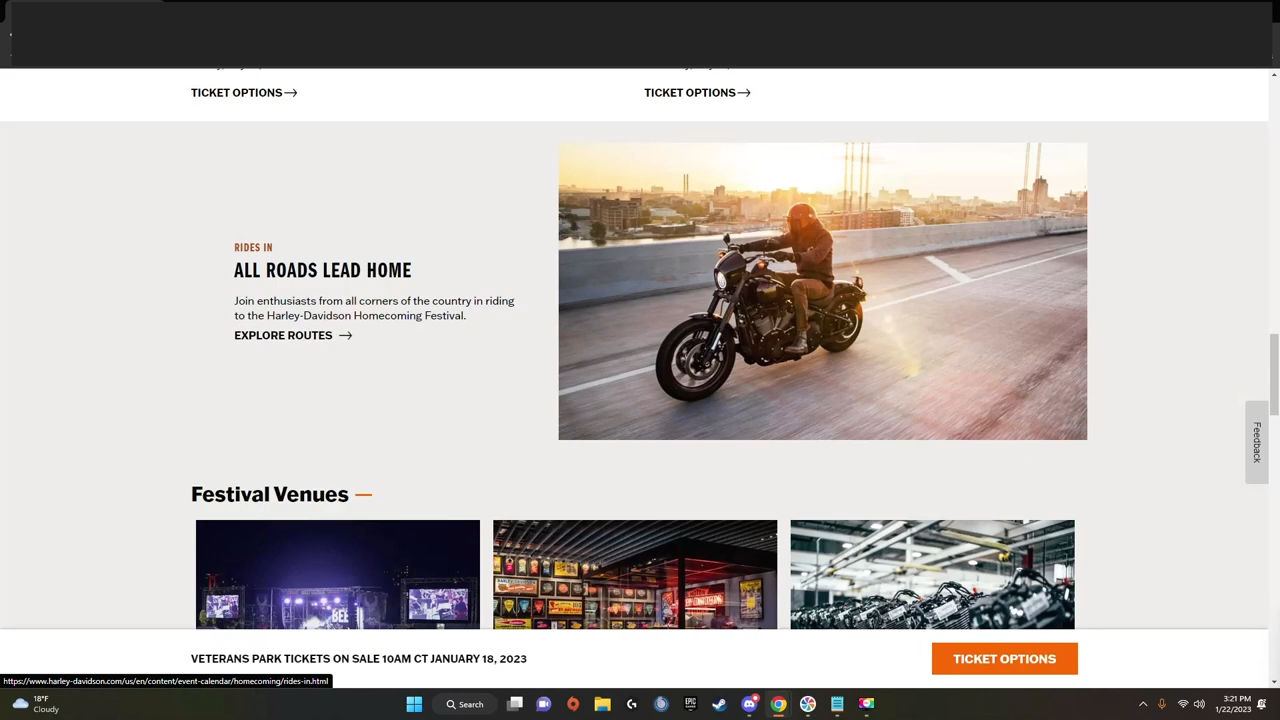 TICKET OPTIONS
TICKET OPTIONS
RIDES IN
ALL ROADS LEAD HOME
Join enthusiasts from all corners of the country in riding
to the Harley-Davidson Homecoming Festival.
EXPLORE ROUTES
Feedback
Festival Venues
BEE
VETERANS PARK TICKETS ON SALE 10AM CT JANUARY 18, 2023
TICKET OPTIONS
https://www.harley-davidson.com/us/en/content/event-calendar/homecoming/rides-in.html
18°F
Cloudy
Search
EPIC
3:21 PM
1/22/2023